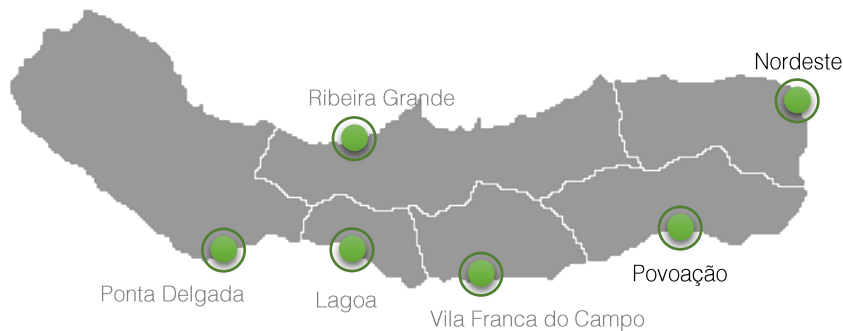 Nordeste
Ribeira Grande
Povoação
Ponta Delgada
Lagoa
Vila Franca do Campo